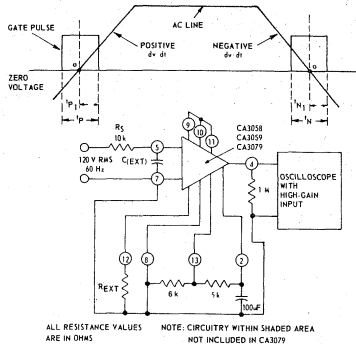 GATE PULSE
AC LINE
POSITIVE
dv dt
NEGATIVE
dv dt
ZERO
VOLTAGE
tP1
tP
tN1
tN
RS
10k
C(EXT)
120 V RMS
60 Hz
5
7
9
10
11
CA3058
CA3059
CA3079
4
1 M
OSCILLOSCOPE
WITH
HIGH-GAIN
INPUT
12
8
13
2
REXT
6 k
5k
100uF
ALL RESISTANCE VALUES
ARE IN OHMS
NOTE: CIRCUITRY WITHIN SHADED AREA
NOT INCLUDED IN CA3079